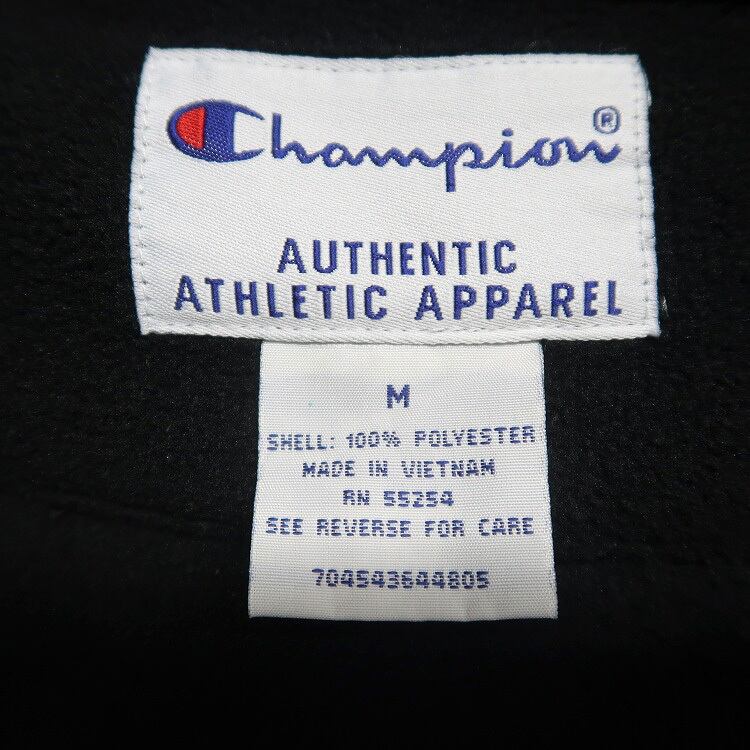 Champion®
AUTHENTIC
ATHLETIC APPAREL
M
SHELL: 100% POLYESTER
MADE IN VIETNAM
RN 55254
SEE REVERSE FOR CARE
704543644805